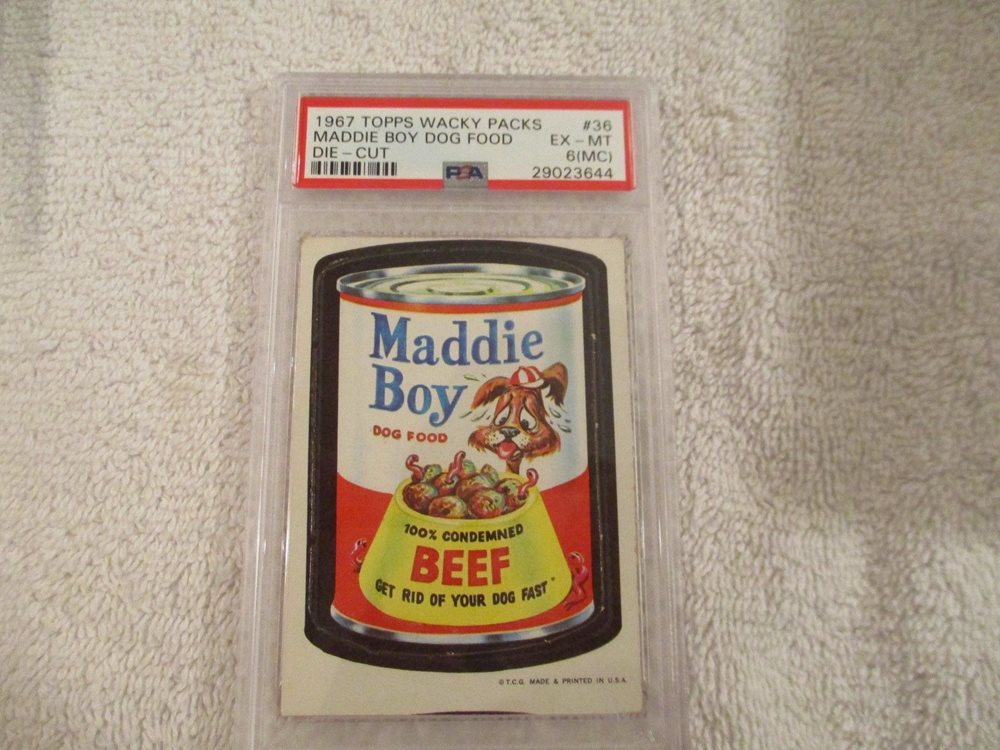 1967 TOPPS WACKY PACKS #36
MADDIE BOY DOG FOOD EX - MT
DIE - CUT 6(MC)
PSA 29023644
Maddie
Boy
DOG FOOD
100% CONDEMNED
BEEF
GET RID OF YOUR DOG FAST"
© T.C.G. MADE & PRINTED IN U.S.A.